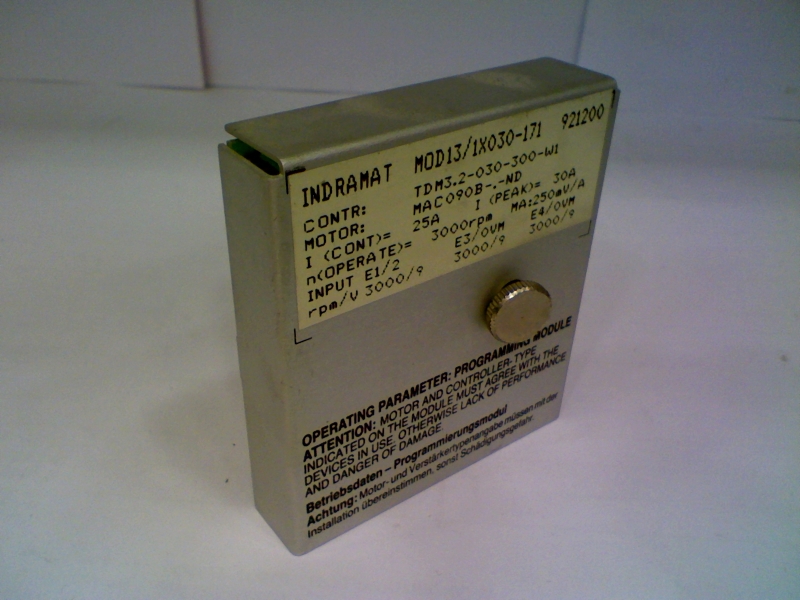 INDRAMAT MOD13/1X030-171 921200
CONTR: TDM3.2-030-300-W1
MOTOR: MAC090B-.-ND
I (CONT)= 25A I (PEAK)= 30A
n(OPERATE)= 3000rpm MA:250mV/A
INPUT E1/2 E3/0VM E4/0VM
rpm/V 3000/9 3000/9 3000/9
OPERATING PARAMETER: PROGRAMMING MODULE
ATTENTION: MOTOR AND CONTROLLER-TYPE
INDICATED ON THE MODULE MUST AGREE WITH THE
DEVICES IN USE, OTHERWISE LACK OF PERFORMANCE
AND DANGER OF DAMAGE.
Betriebsdaten – Programmierungsmodul
Achtung: Motor- und Verstärkertypenangabe müssen mit der
Installation übereinstimmen, sonst Schädigungsgefahr.